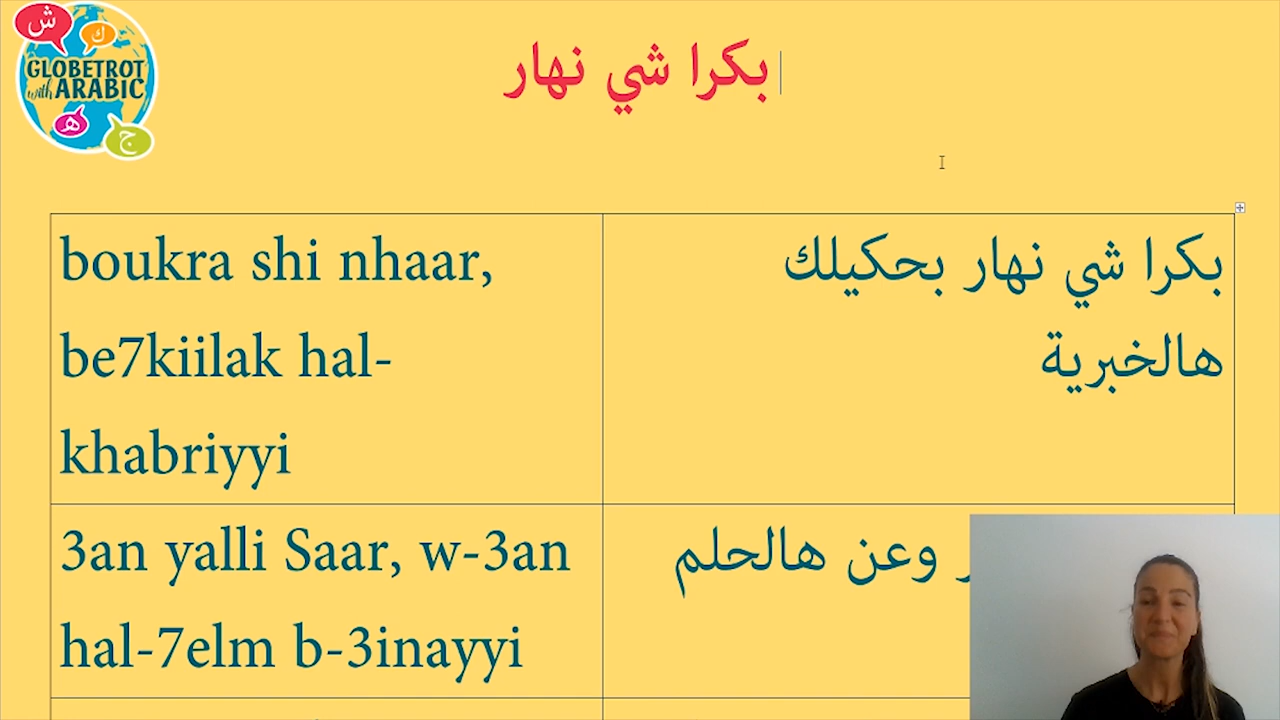 ش
ك
GLOBETROT
with ARABIC
ه
ج
بكرا شي نهار
boukra shi nhaar,
be7kiilak hal-
khabriyyi
بكرا شي نهار بحكيلك
هالخبرية
3an yalli Saar, w-3an
hal-7elm b-3inayyi
وعن هالحلم